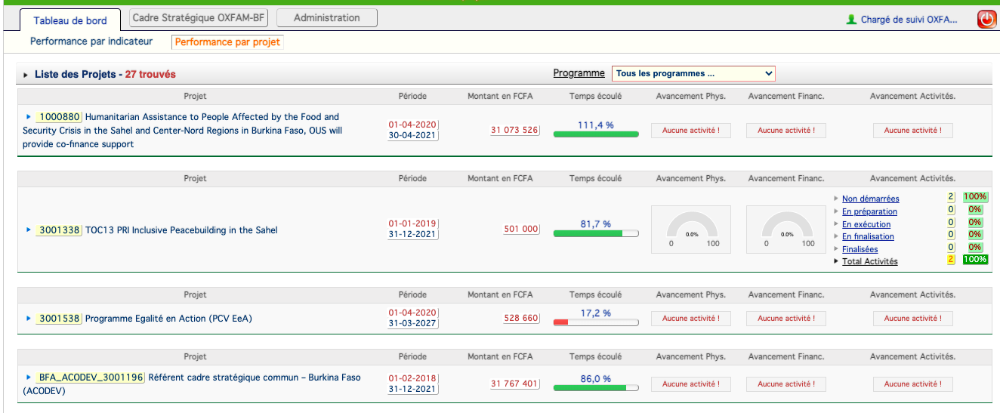 Tableau de bord
Cadre Stratégique OXFAM-BF
Administration
Chargé de suivi OXFA...
Performance par indicateur
Performance par projet
Liste des Projets - 27 trouvés
Programme
Tous les programmes ...
Projet Période Montant en FCFA Temps écoulé Avancement Phys. Avancement Financ. Avancement Activités.
1000880 Humanitarian Assistance to People Affected by the Food and
Security Crisis in the Sahel and Center-Nord Regions in Burkina Faso, OUS will
provide co-finance support
01-04-2020
30-04-2021
31 073 526
111,4 %
Aucune activité !
Aucune activité !
Aucune activité !
Projet Période Montant en FCFA Temps écoulé Avancement Phys. Avancement Financ. Avancement Activités.
3001338 TOC13 PRI Inclusive Peacebuilding in the Sahel
01-01-2019
31-12-2021
501 000
81,7 %
0.0%
0 100
0.0%
0 100
Non démarrées 2 100%
En préparation 0 0%
En exécution 0 0%
En finalisation 0 0%
Finalisées 0 0%
Total Activités 2 100%
Projet Période Montant en FCFA Temps écoulé Avancement Phys. Avancement Financ. Avancement Activités.
3001538 Programme Egalité en Action (PCV EeA)
01-04-2020
31-03-2027
528 660
17,2 %
Aucune activité !
Aucune activité !
Aucune activité !
Projet Période Montant en FCFA Temps écoulé Avancement Phys. Avancement Financ. Avancement Activités.
BFA_ACODEV_3001196 Référent cadre stratégique commun – Burkina Faso
(ACODEV)
01-02-2018
31-12-2021
31 767 401
86,0 %
Aucune activité !
Aucune activité !
Aucune activité !